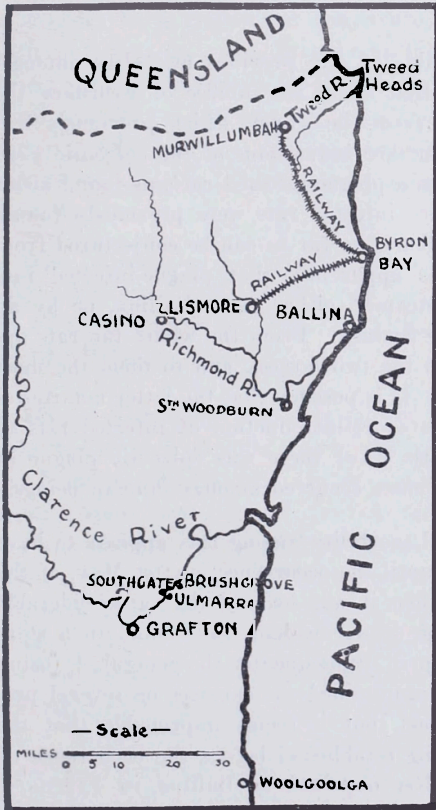 QUEENSLAND
Tweed
Heads
Tweed R.
MURWILLUMBAH
RAILWAY
BYRON
BAY
RAILWAY
LISMORE
BALLINA
CASINO
Richmond R.
STH WOODBURN
PACIFIC OCEAN
Clarence River
SOUTHGATE
BRUSHGROVE
ULMARRA
GRAFTON
—Scale—
MILES
0 5 10 20 30
WOOLGOOLGA